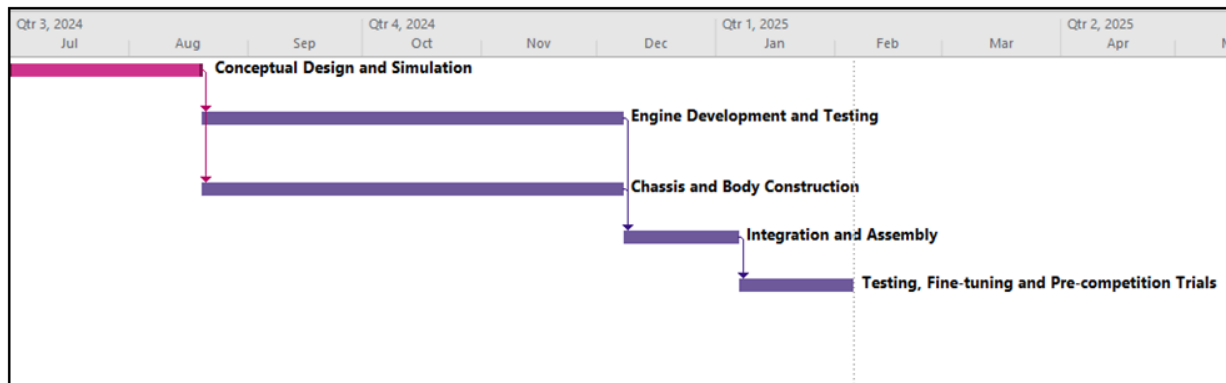 Qtr 3, 2024 Qtr 4, 2024 Qtr 1, 2025 Qtr 2, 2025
Jul Aug Sep Oct Nov Dec Jan Feb Mar Apr
Conceptual Design and Simulation
Engine Development and Testing
Chassis and Body Construction
Integration and Assembly
Testing, Fine-tuning and Pre-competition Trials